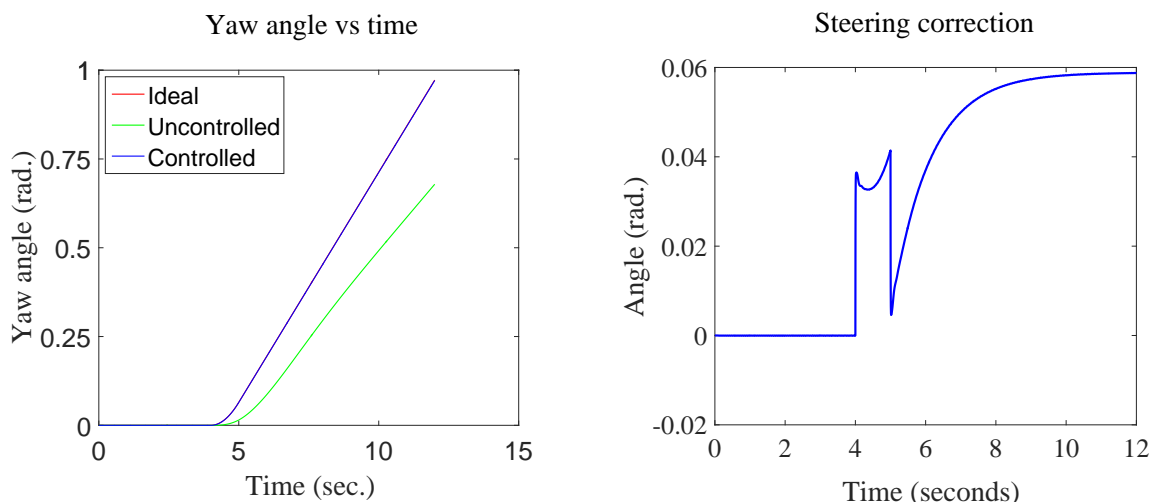 Yaw angle vs time
1
0.75
0.5
0.25
0
Yaw angle (rad.)
Ideal
Uncontrolled
Controlled
0
5
10
15
Time (sec.)
Steering correction
0.06
0.04
0.02
0
-0.02
Angle (rad.)
0
2
4
6
8
10
12
Time (seconds)